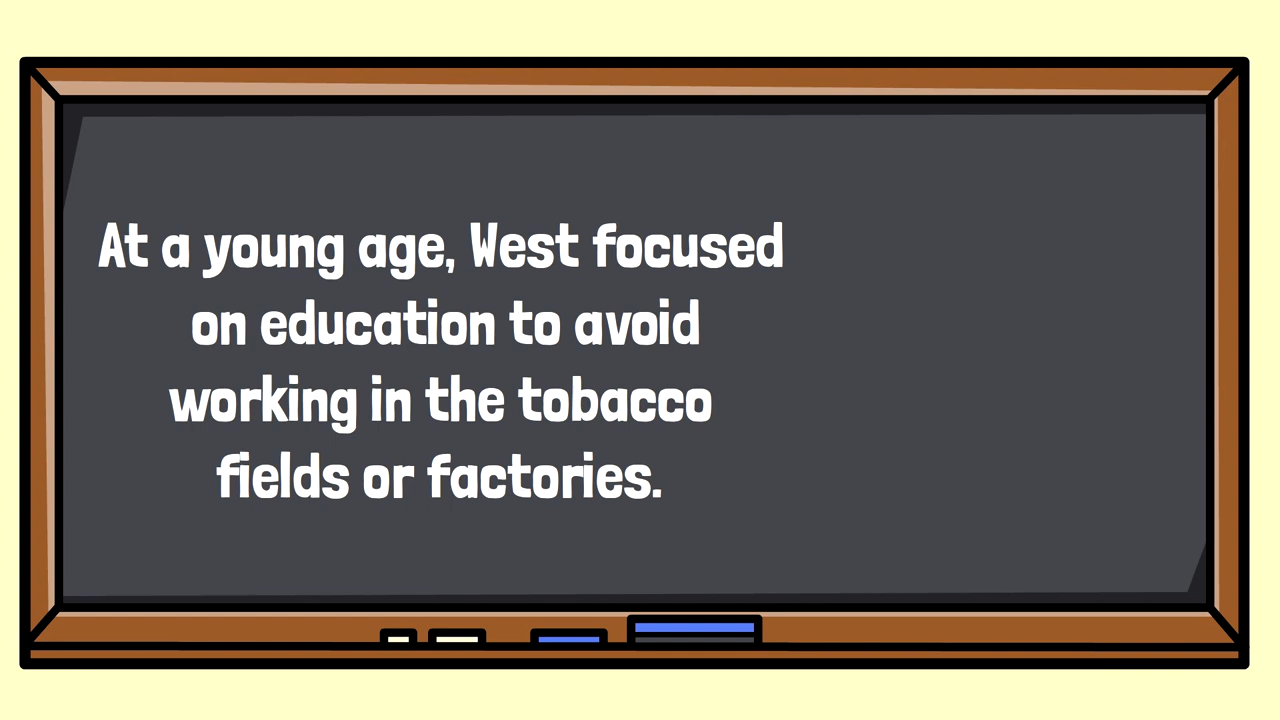 At a young age, West focused
on education to avoid
working in the tobacco
fields or factories.